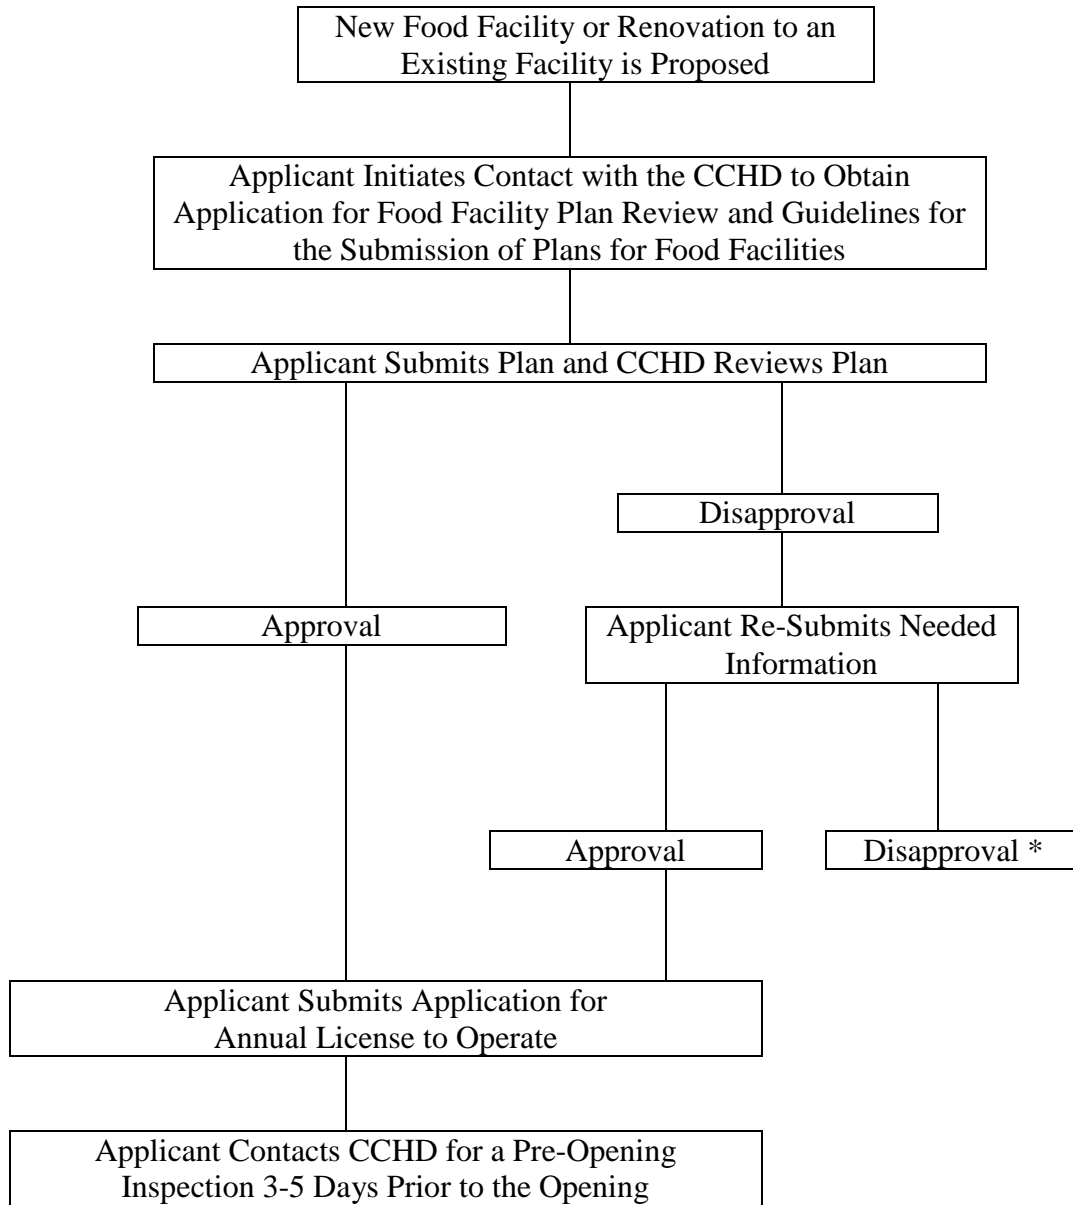 New Food Facility or Renovation to an
Existing Facility is Proposed
Applicant Initiates Contact with the CCHD to Obtain
Application for Food Facility Plan Review and Guidelines for
the Submission of Plans for Food Facilities
Applicant Submits Plan and CCHD Reviews Plan
Disapproval
Approval
Applicant Re-Submits Needed
Information
Approval
Disapproval *
Applicant Submits Application for
Annual License to Operate
Applicant Contacts CCHD for a Pre-Opening
Inspection 3-5 Days Prior to the Opening